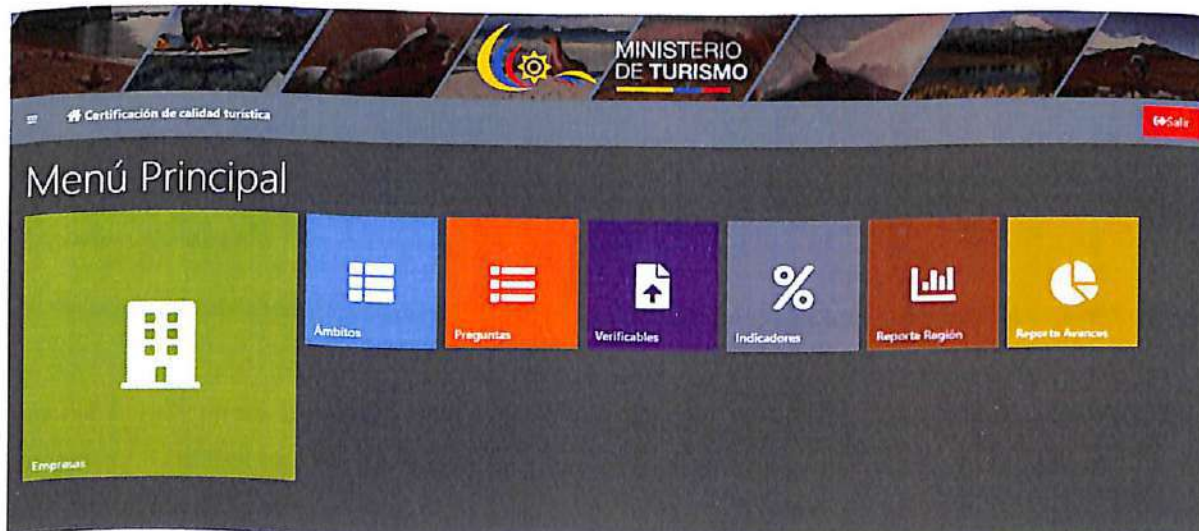 MINISTERIO
DE TURISMO
Certificación de calidad turística
Salir
Menú Principal
Empresas
Ámbitos
Preguntas
Verificables
Indicadores
Reporte Región
Reporte Avances